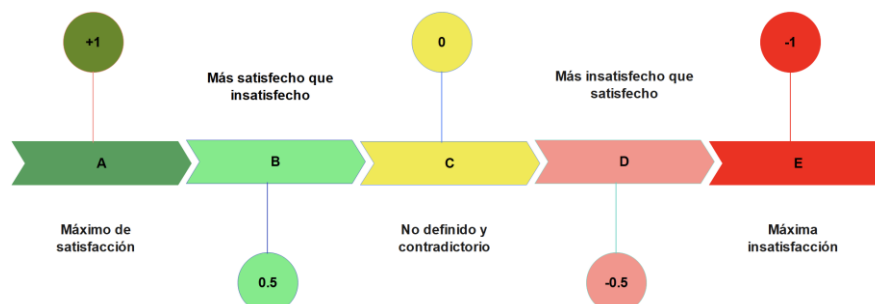 +1
0
-1
Más satisfecho que
insatisfecho
Más insatisfecho que
satisfecho
A
B
C
D
E
Máximo de
satisfacción
No definido y
contradictorio
Máxima
insatisfacción
0.5
-0.5